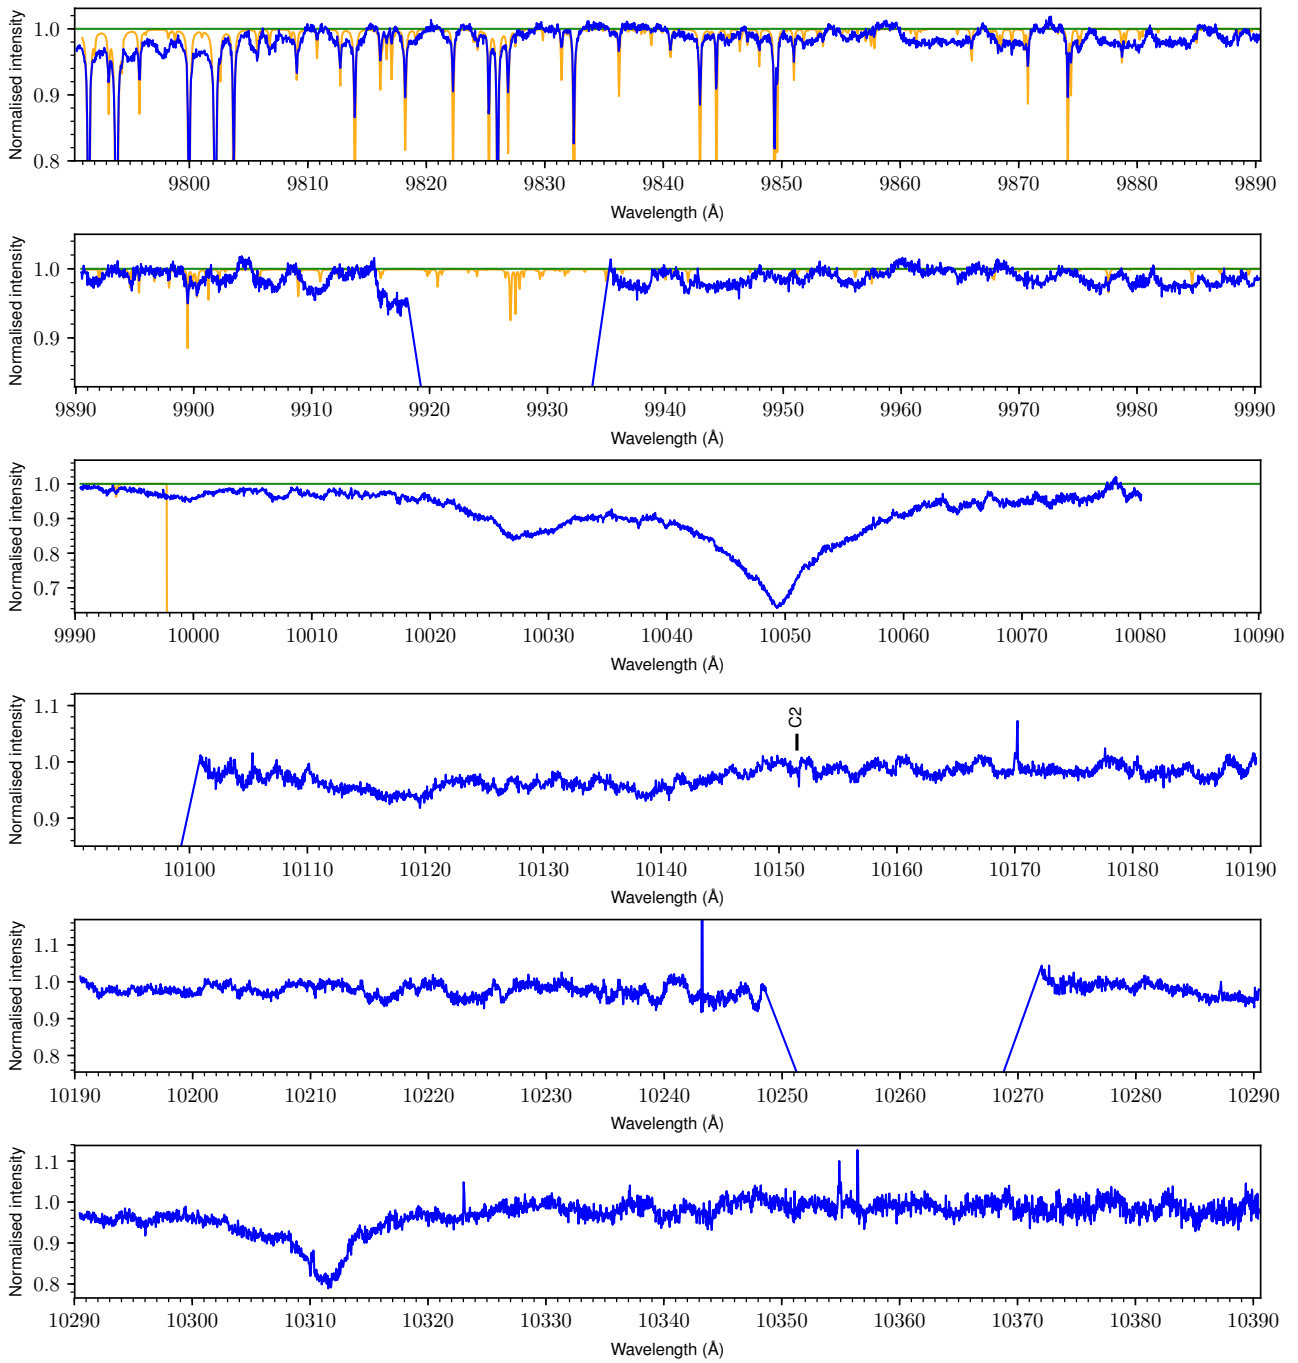 Normalised intensity
1.0
0.9
0.8
9800 9810 9820 9830 9840 9850 9860 9870 9880 9890
Wavelength (Å)
Normalised intensity
1.0
0.9
9890 9900 9910 9920 9930 9940 9950 9960 9970 9980 9990
Wavelength (Å)
Normalised intensity
1.0
0.9
0.8
0.7
9990 10000 10010 10020 10030 10040 10050 10060 10070 10080 10090
Wavelength (Å)
Normalised intensity
1.1
1.0
0.9
C2
10100 10110 10120 10130 10140 10150 10160 10170 10180 10190
Wavelength (Å)
Normalised intensity
1.1
1.0
0.9
0.8
10190 10200 10210 10220 10230 10240 10250 10260 10270 10280 10290
Wavelength (Å)
Normalised intensity
1.1
1.0
0.9
0.8
10290 10300 10310 10320 10330 10340 10350 10360 10370 10380 10390
Wavelength (Å)